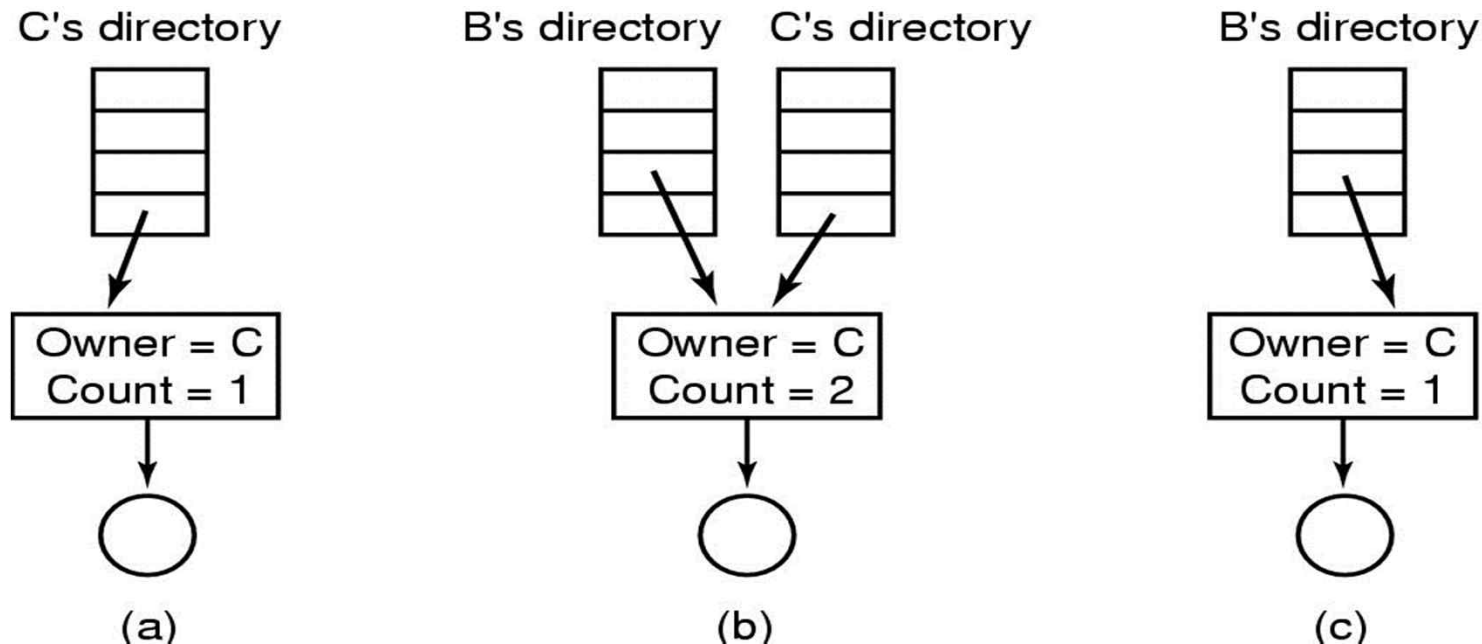 C's directory
B's directory
C's directory
B's directory
Owner = C
Count = 1
Owner = C
Count = 2
Owner = C
Count = 1
(a)
(b)
(c)